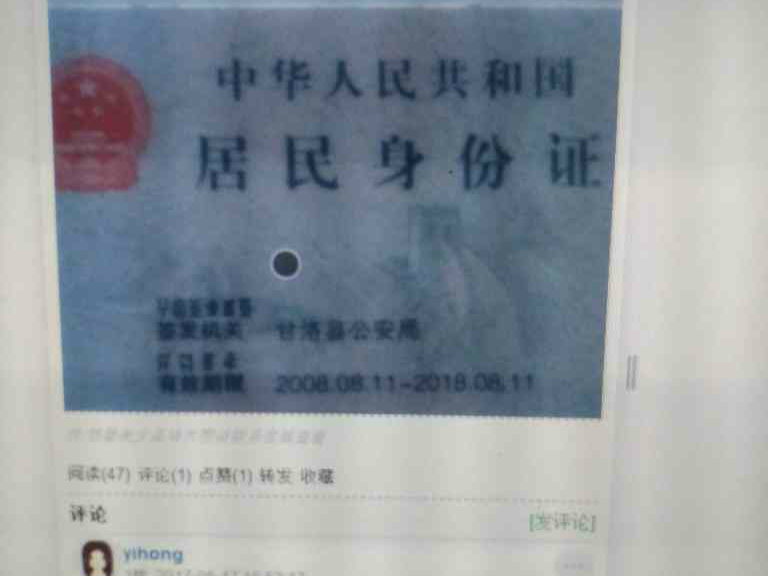 中华人民共和国
居民身份证
签发机关 甘洛县公安局
有效期限 2008.08.11-2018.08.11
阅读(47) 评论(1) 点赞(1) 转发 收藏
评论
[发评论]
yihong